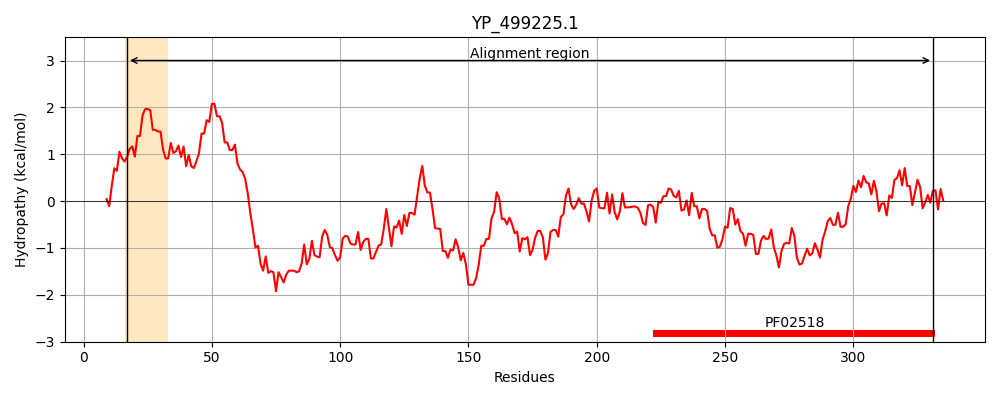 YP_499225.1
Alignment region
3
2
1
0
−1
−2
−3
Hydropathy (kcal/mol)
PF02518
0 50 100 150 200 250 300
Residues